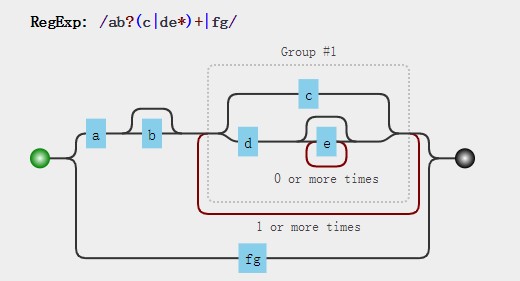 RegExp: /ab?(c|de*)+|fg/
Group #1
c
a
b
d
e
0 or more times
1 or more times
fg